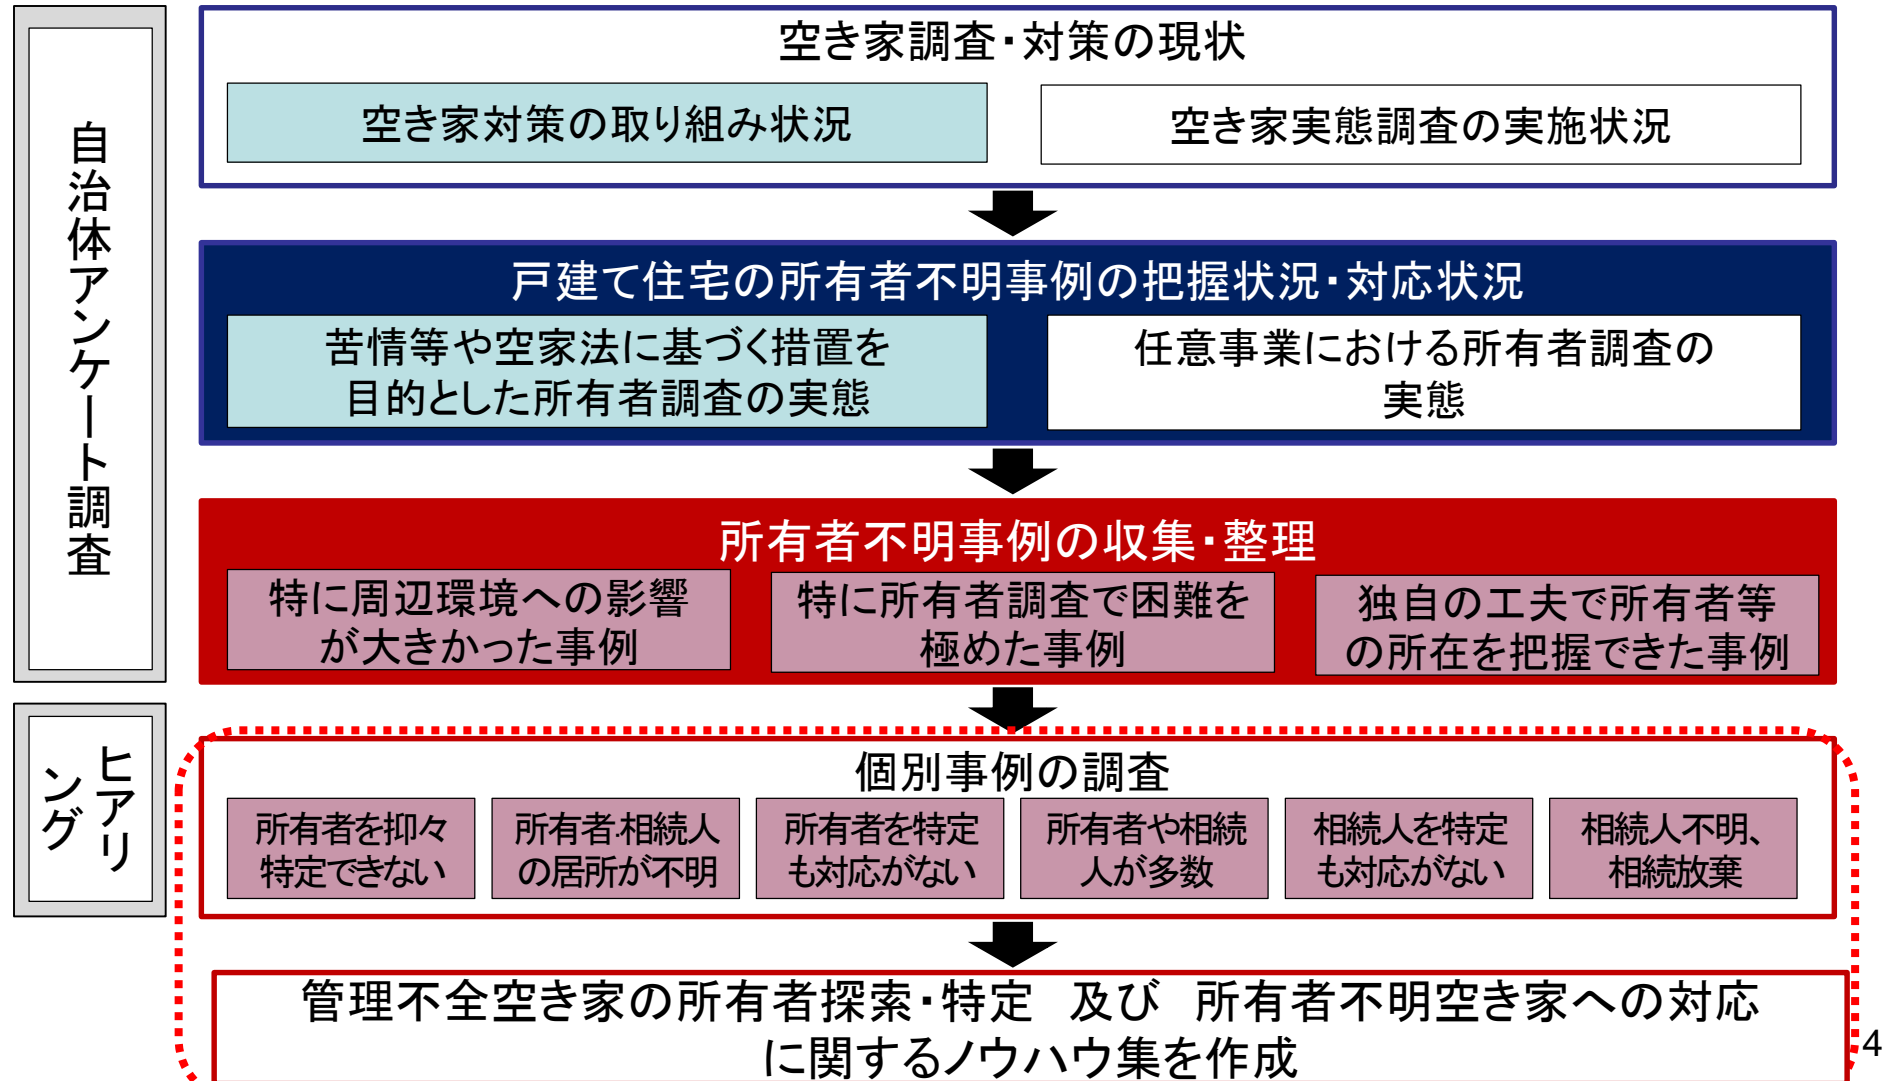 自治体アンケート調査
空き家調査・対策の現状
空き家対策の取り組み状況
空き家実態調査の実施状況
戸建て住宅の所有者不明事例の把握状況・対応状況
苦情等や空家法に基づく措置を
目的とした所有者調査の実態
任意事業における所有者調査の
実態
所有者不明事例の収集・整理
特に周辺環境への影響
が大きかった事例
特に所有者調査で困難を
極めた事例
独自の工夫で所有者等
の所在を把握できた事例
ヒアリ
ング
個別事例の調査
所有者を抑々
特定できない
所有者・相続人
の居所が不明
所有者を特定
も対応がない
所有者や相続
人が多数
相続人を特定
も対応がない
相続人不明、
相続放棄
管理不全空き家の所有者探索・特定　及び　所有者不明空き家への対応
に関するノウハウ集を作成
4